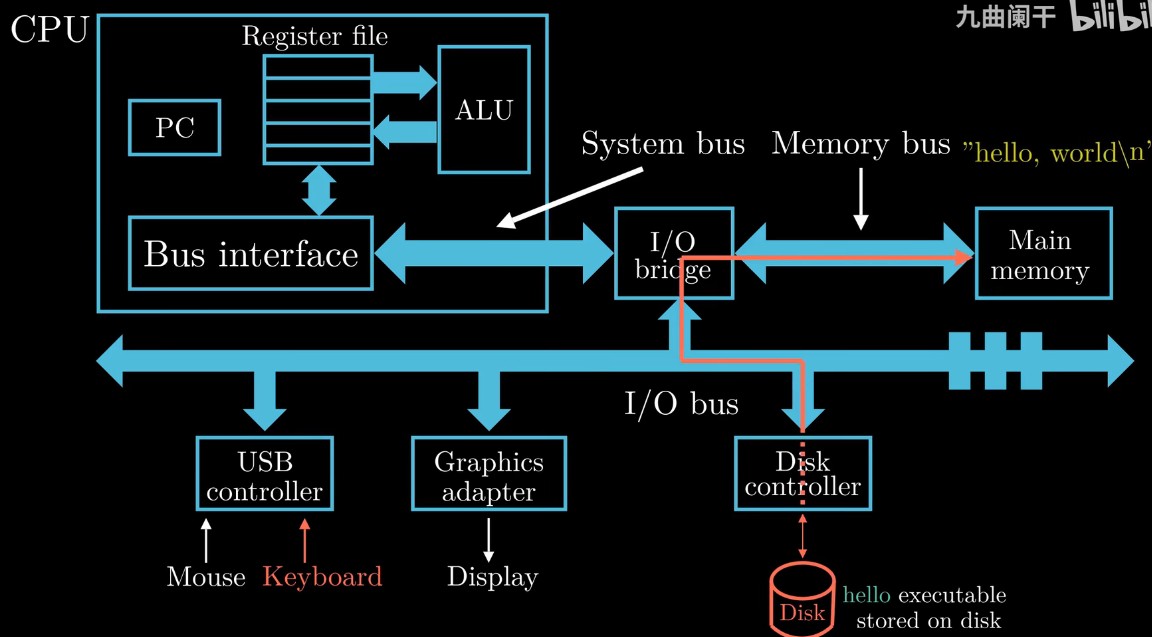 九曲阑干 bilibil
CPU
Register file
PC
ALU
System bus
Memory bus
"hello, world\n"
Bus interface
I/O
bridge
Main
memory
I/O bus
USB
controller
Graphics
adapter
Disk
controller
Mouse
Keyboard
Display
Disk
hello executable
stored on disk